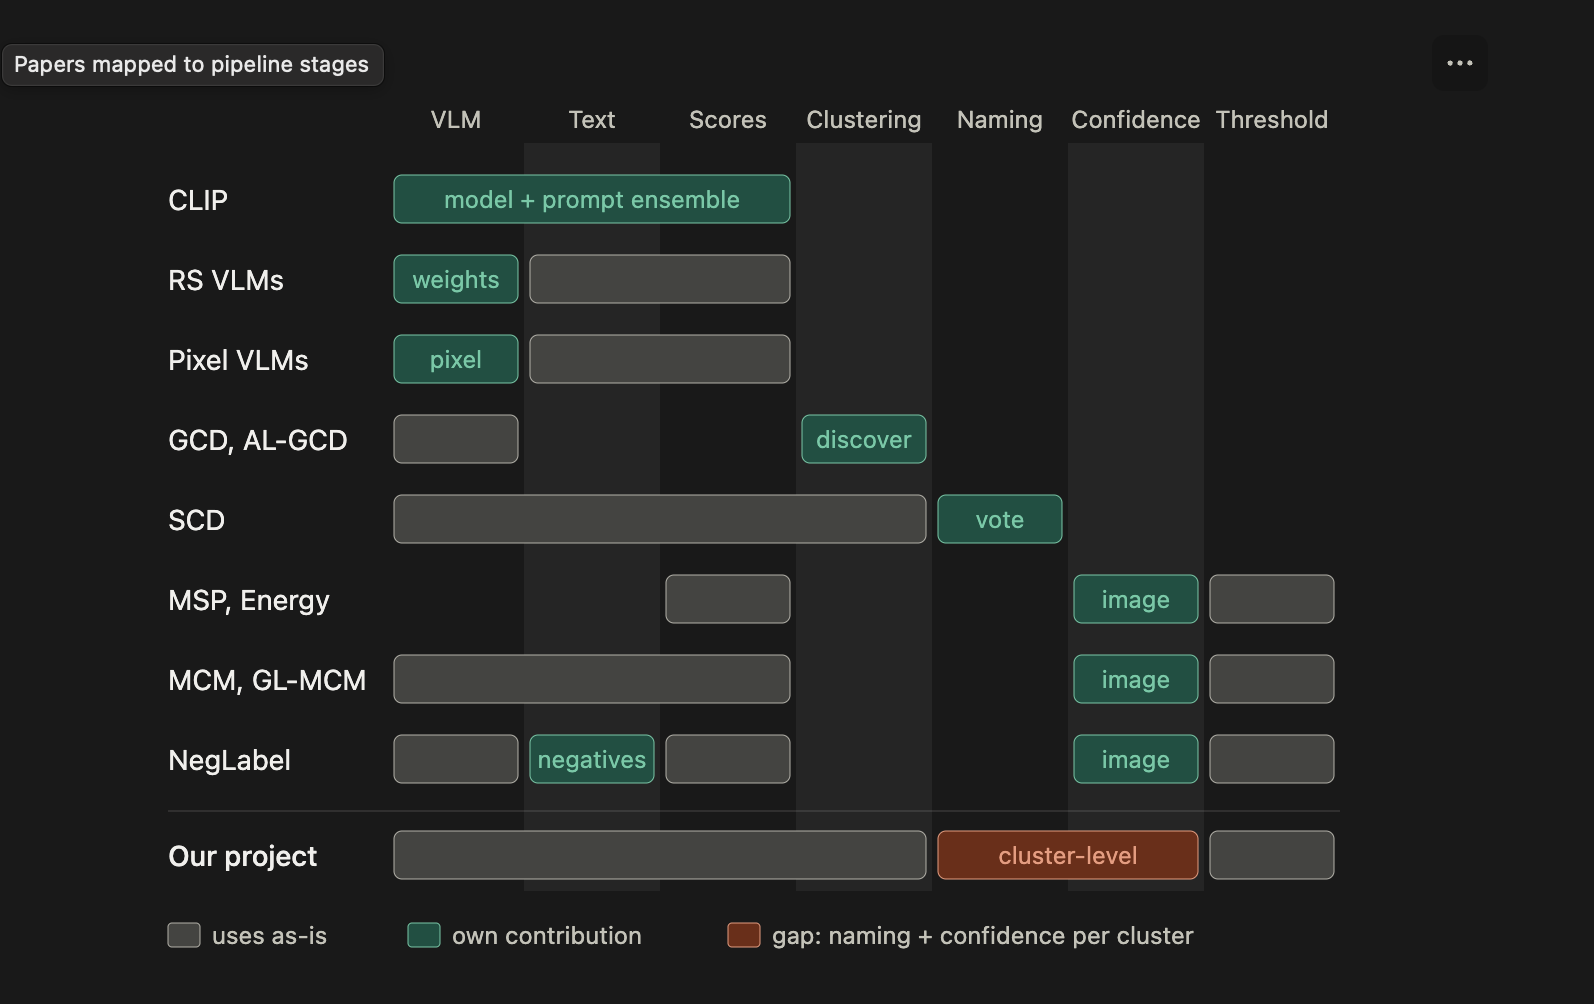 Papers mapped to pipeline stages
VLM Text Scores Clustering Naming Confidence Threshold
CLIP model + prompt ensemble
RS VLMs weights
Pixel VLMs pixel
GCD, AL-GCD discover
SCD vote
MSP, Energy image
MCM, GL-MCM image
NegLabel negatives image
Our project cluster-level
uses as-is own contribution gap: naming + confidence per cluster